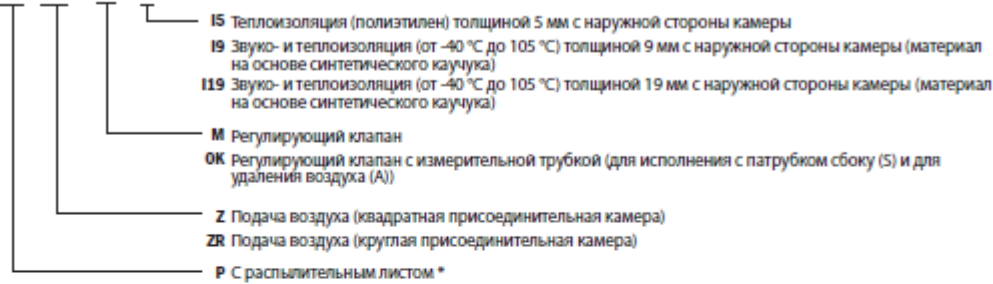 I5 Теплоизоляция (полиэтилен) толщиной 5 мм с наружной стороны камеры
I9 Звуко- и теплоизоляция (от -40 °C до 105 °C) толщиной 9 мм с наружной стороны камеры (материал
на основе синтетического каучука)
I19 Звуко- и теплоизоляция (от -40 °C до 105 °C) толщиной 19 мм с наружной стороны камеры (материал
на основе синтетического каучука)
M Регулирующий клапан
OK Регулирующий клапан с измерительной трубкой (для исполнения с патрубком сбоку (S) и для
удаления воздуха (A))
Z Подача воздуха (квадратная присоединительная камера)
ZR Подача воздуха (круглая присоединительная камера)
P С распылительным листом *